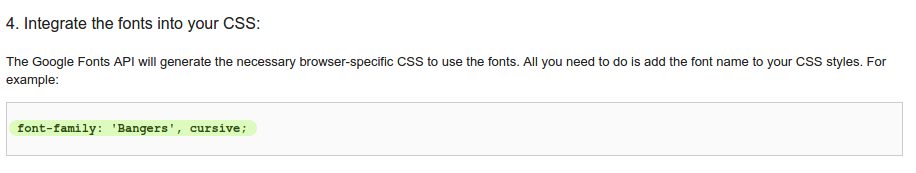 4. Integrate the fonts into your CSS:
The Google Fonts API will generate the necessary browser-specific CSS to use the fonts. All you need to do is add the font name to your CSS styles. For
example:
font-family: 'Bangers', cursive;